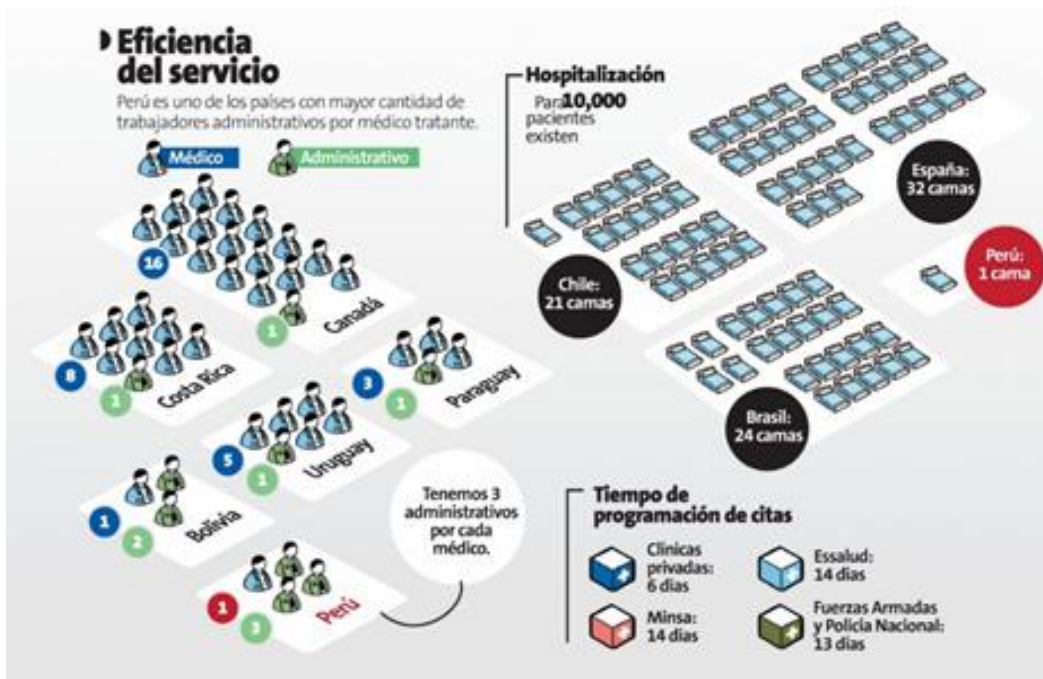 Eficiencia
del servicio
Perú es uno de los países con mayor cantidad de
trabajadores administrativos por médico tratante.
Médico
Administrativo
16
1
Canadá
8
1
Costa Rica
3
1
Paraguay
5
1
Uruguay
1
2
Bolivia
1
3
Perú
Tenemos 3
administrativos
por cada
médico.
Hospitalización
Para 10,000
pacientes
existen
España:
32 camas
Perú:
1 cama
Chile:
21 camas
Brasil:
24 camas
Tiempo de
programación de citas
Clínicas
privadas:
6 días
Essalud:
14 días
Minsa:
14 días
Fuerzas Armadas
y Policía Nacional:
13 días